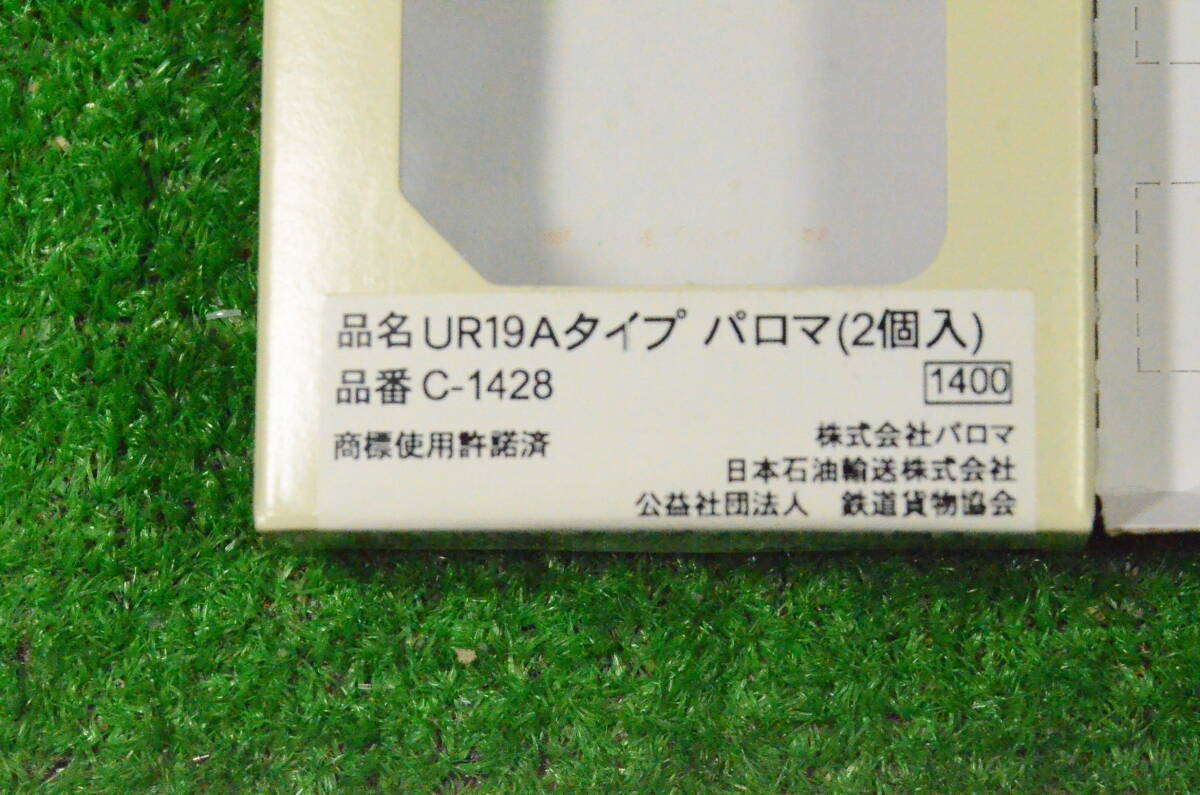 品名 UR19Aタイプ パロマ(2個入)
品番 C-1428
1400
商標使用許諾済
株式会社パロマ
日本石油輸送株式会社
公益社団法人 鉄道貨物協会